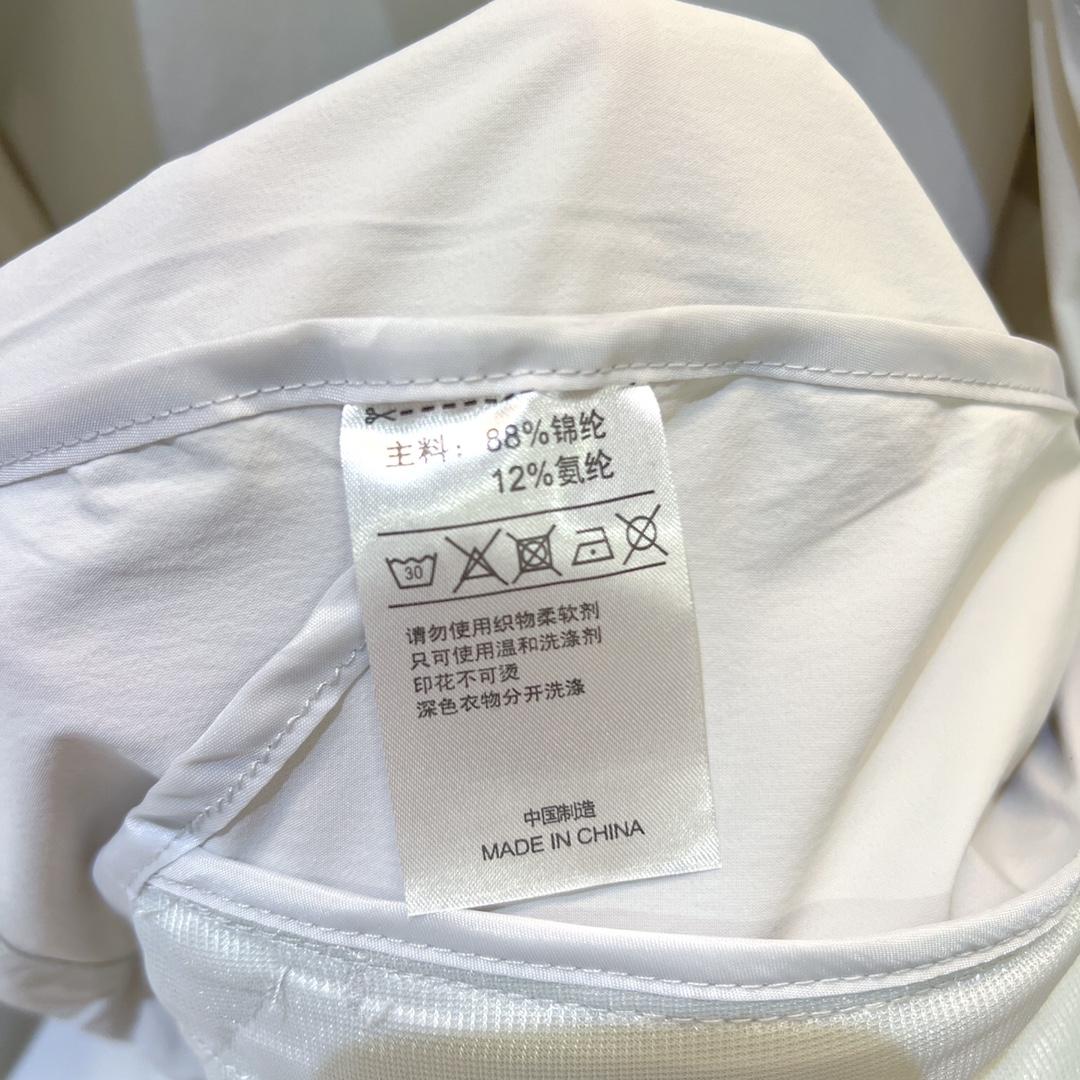 主料：88%锦纶
12%氨纶
30
请勿使用织物柔软剂
只可使用温和洗涤剂
印花不可烫
深色衣物分开洗涤
中国制造
MADE IN CHINA